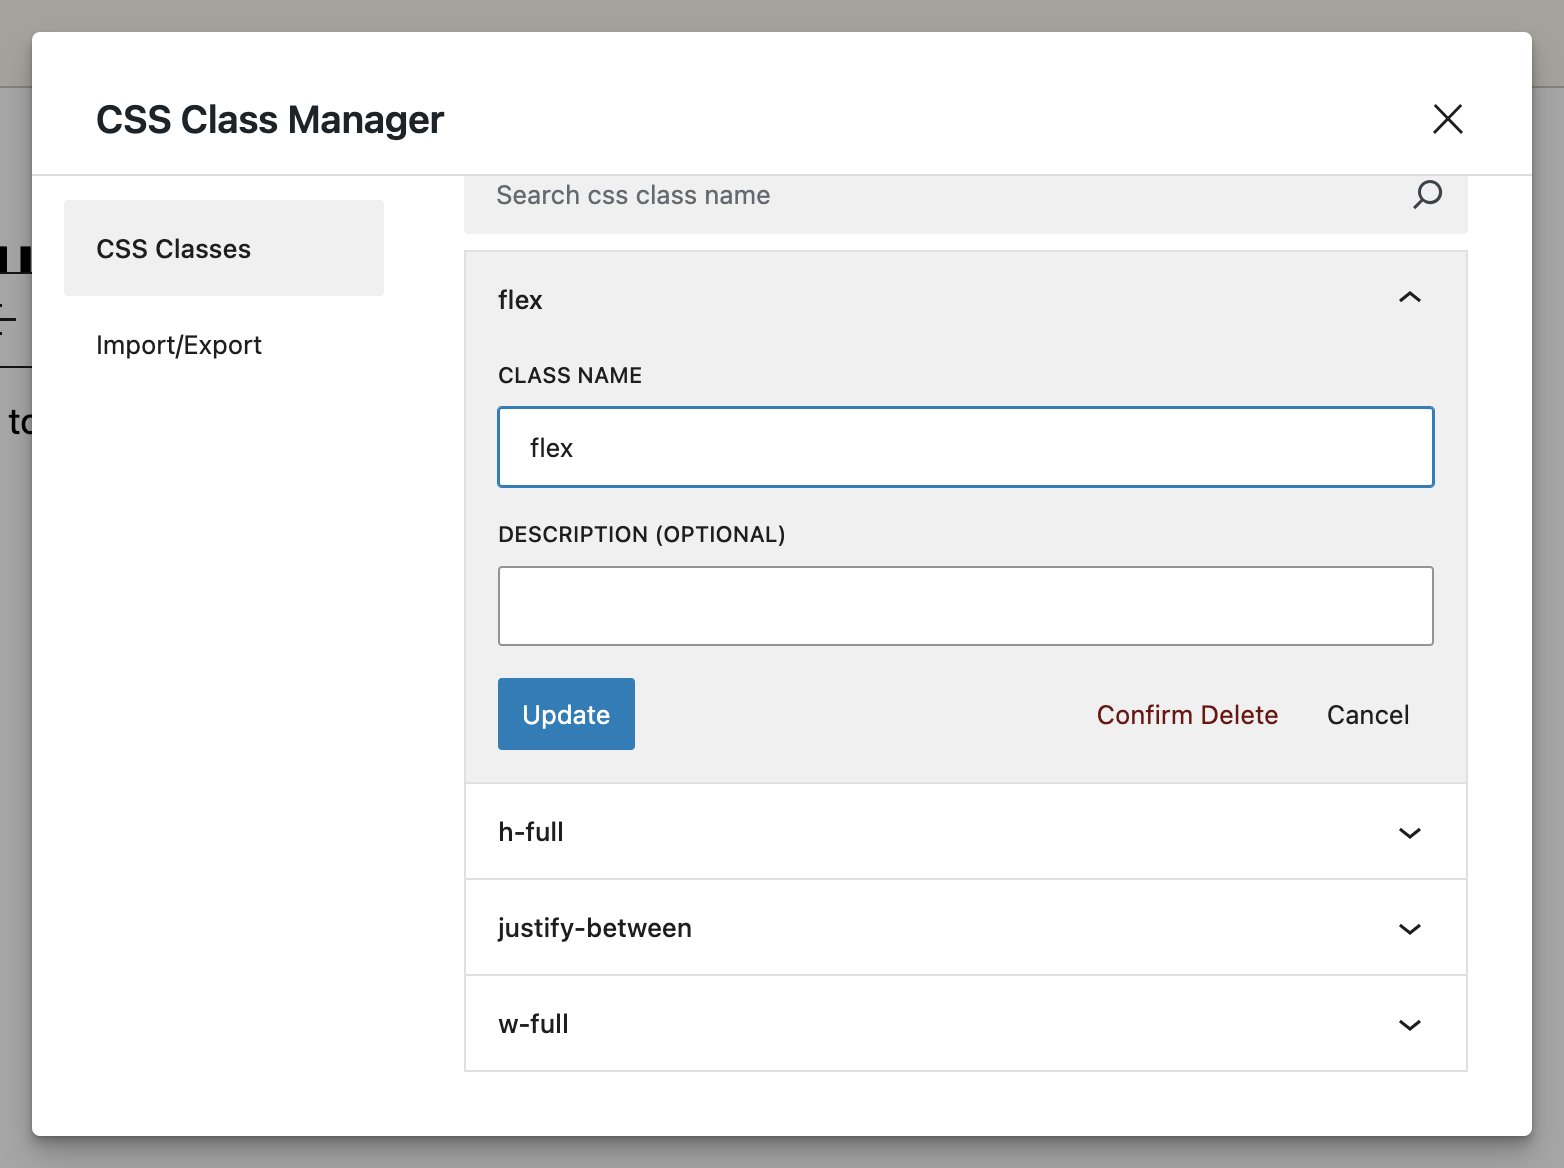 CSS Class Manager
CSS Classes
Import/Export
Search css class name
flex
CLASS NAME
flex
DESCRIPTION (OPTIONAL)
Update
Confirm Delete
Cancel
h-full
justify-between
w-full
to